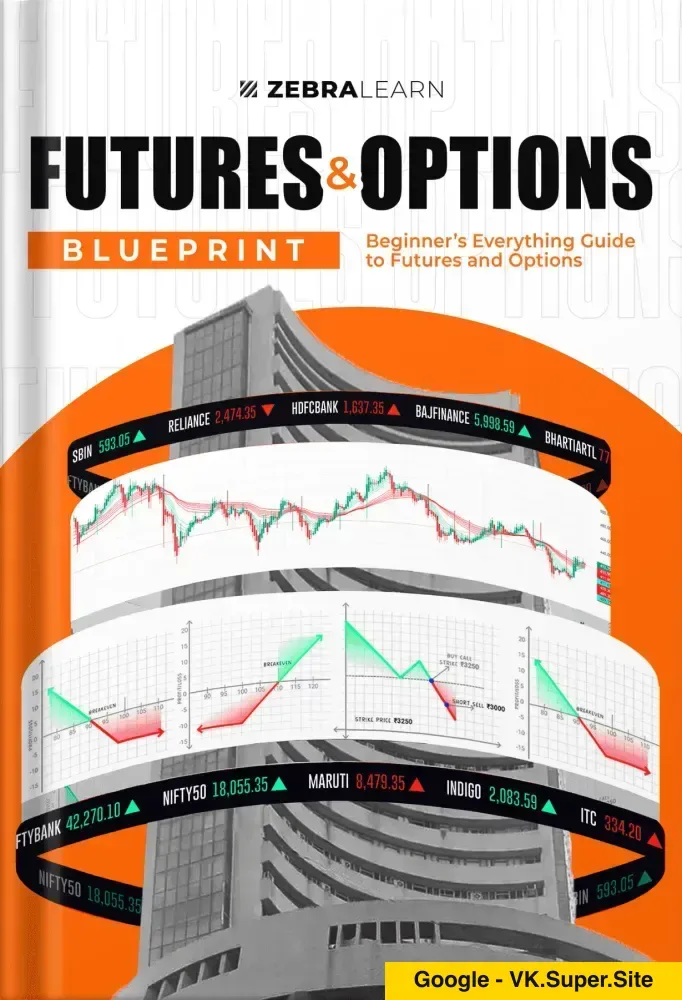 ZEBRALEARN
FUTURES & OPTIONS
BLUEPRINT
Beginner's Everything Guide
to Futures and Options
SBIN 593.05 RELIANCE 2,474.35 HDFCBANK 1,637.35 BAJFINANCE 5,998.59 BHARTIARTL 77
FTYBAN
BREAKEVEN
BREAKEVEN
BUY CALL
STRIKE ₹3250
SHORT SELL ₹3000
STRIKE PRICE ₹3250
BREAKEVEN
FTYBANK 42,270.10 NIFTY50 18,055.35 MARUTI 8,479.35 INDIGO 2,083.59 ITC 334.20
NIFTY50 18,055.35
BIN 593.05
Google - VK.Super.Site